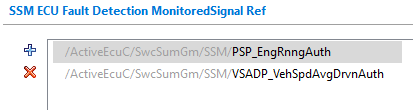 SSM ECU Fault Detection MonitoredSignal Ref
/ActiveEcuC/SwcSumGm/SSM/PSP_EngRnngAuth
/ActiveEcuC/SwcSumGm/SSM/VSADP_VehSpdAvgDrvnAuth